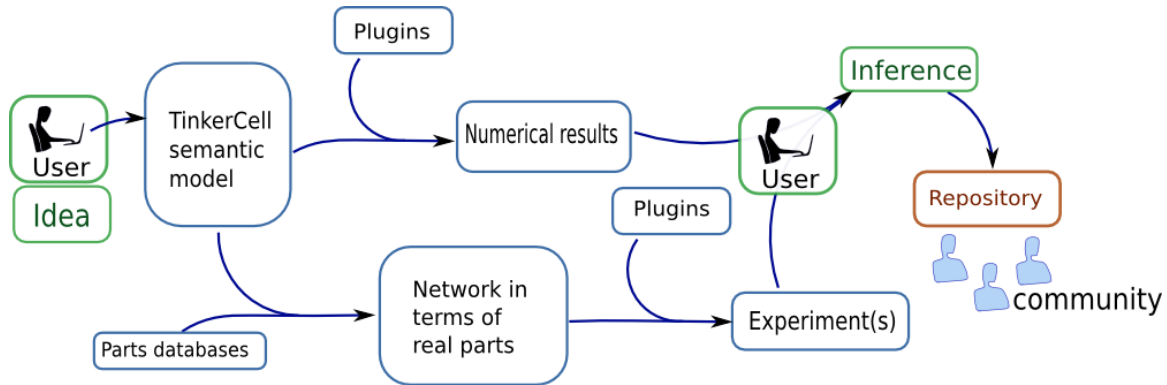 User
Idea
TinkerCell
semantic
model
Plugins
Numerical results
User
Inference
Repository
community
Parts databases
Network in
terms of
real parts
Plugins
Experiment(s)